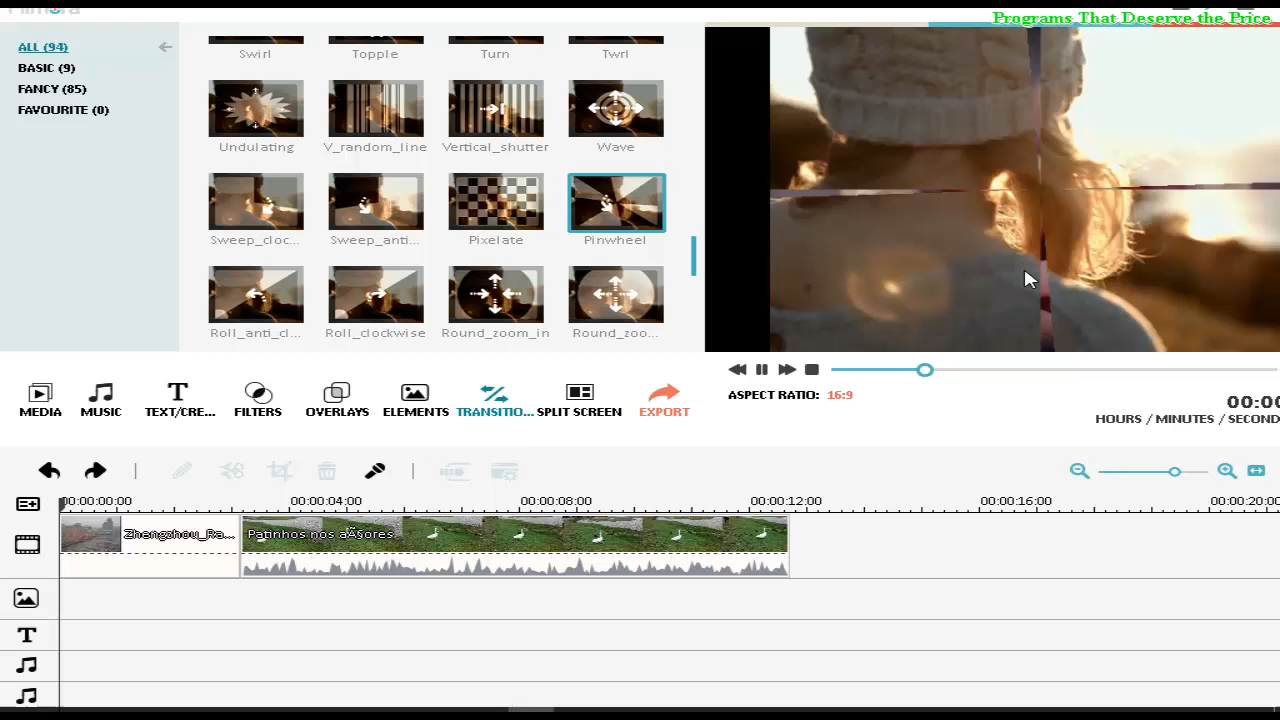 Programs That Deserve the Price
ALL (94)
BASIC (9)
FANCY (85)
FAVOURITE (0)
Swirl Topple Turn Twrl
Undulating V_random_line Vertical_shutter Wave
Sweep_cloc... Sweep_anti... Pixelate Pinwheel
Roll_anti_cl... Roll_clockwise Round_zoom_in Round_zoo...
ASPECT RATIO: 16:9
00:00
HOURS / MINUTES / SECOND
MEDIA MUSIC TEXT/CRE... FILTERS OVERLAYS ELEMENTS TRANSITIO... SPLIT SCREEN EXPORT
00:00:00:00 00:00:04:00 00:00:08:00 00:00:12:00 00:00:16:00 00:00:20:00
Zhengzhou_Ra... Patinhos nos aÃ§ores
T